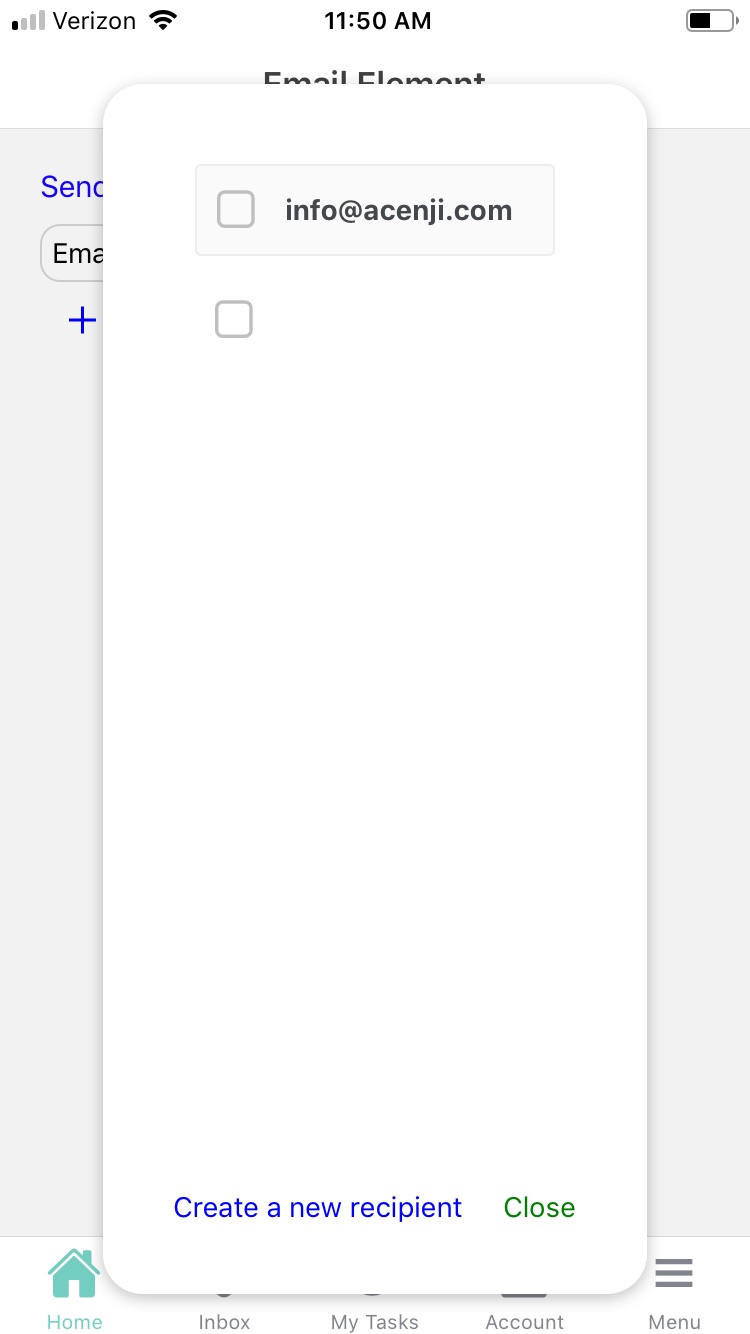 Verizon 11:50 AM
Email Element
Send
Ema
info@acenji.com
Create a new recipient Close
Home Inbox My Tasks Account Menu